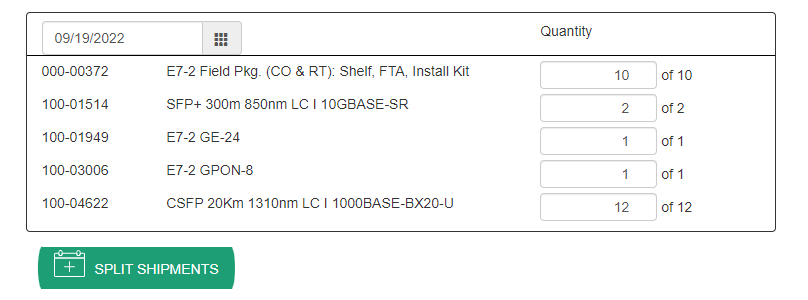 09/19/2022 Quantity
000-00372 E7-2 Field Pkg. (CO & RT): Shelf, FTA, Install Kit 10 of 10
100-01514 SFP+ 300m 850nm LC I 10GBASE-SR 2 of 2
100-01949 E7-2 GE-24 1 of 1
100-03006 E7-2 GPON-8 1 of 1
100-04622 CSFP 20Km 1310nm LC I 1000BASE-BX20-U 12 of 12
SPLIT SHIPMENTS